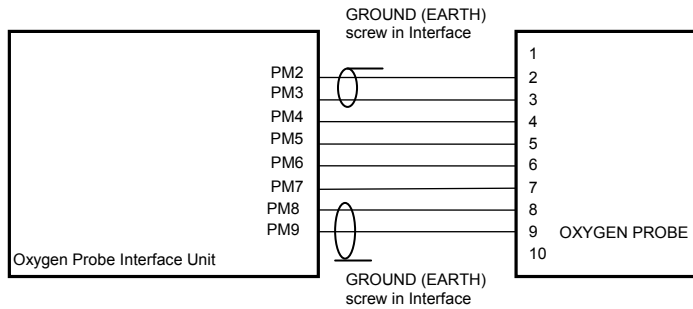 GROUND (EARTH)
screw in Interface
PM2
PM3
PM4
PM5
PM6
PM7
PM8
PM9
Oxygen Probe Interface Unit
1
2
3
4
5
6
7
8
9
10
OXYGEN PROBE
GROUND (EARTH)
screw in Interface